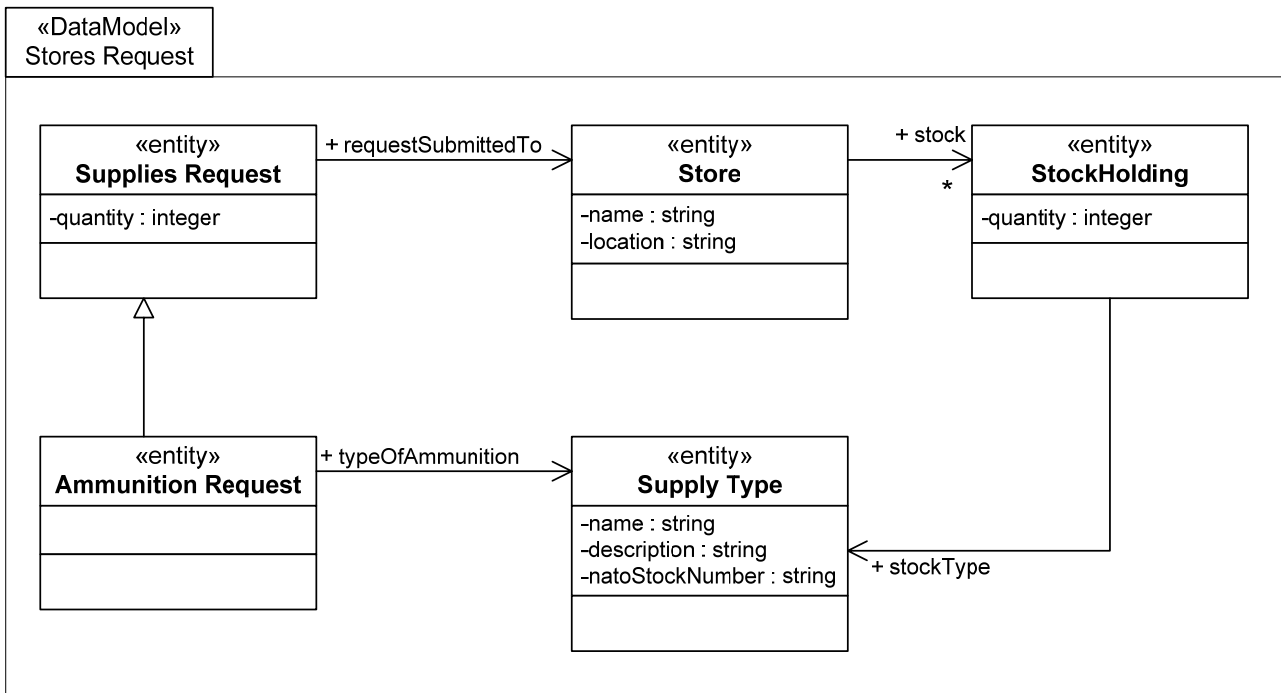 «DataModel»
Stores Request
«entity»
Supplies Request
-quantity : integer
+ requestSubmittedTo
«entity»
Store
-name : string
-location : string
+ stock
*
«entity»
StockHolding
-quantity : integer
«entity»
Ammunition Request
+ typeOfAmmunition
«entity»
Supply Type
-name : string
-description : string
-natoStockNumber : string
+ stockType